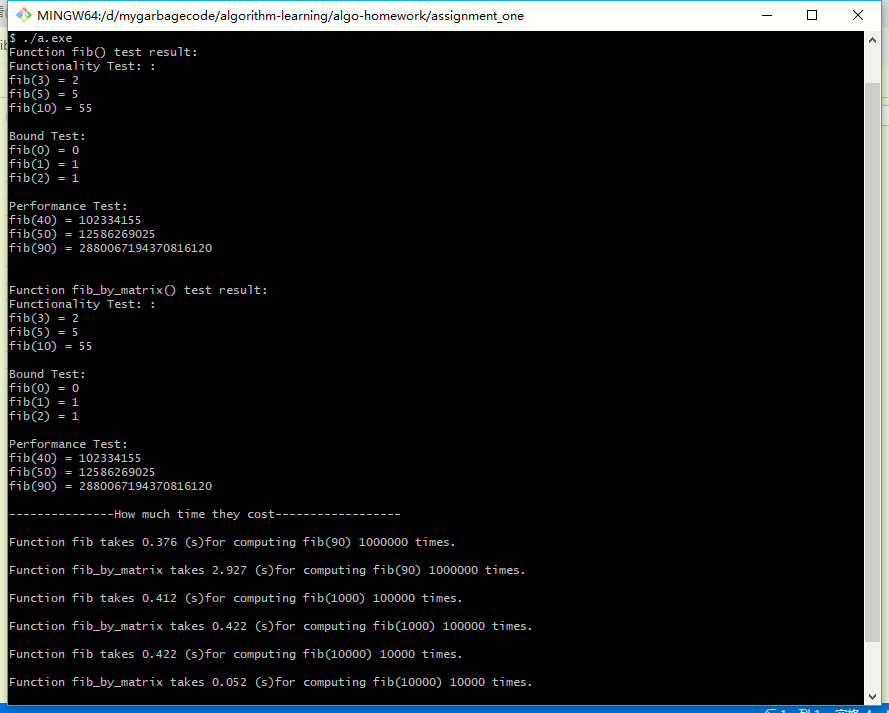 MINGW64:/d/mygarbagecode/algorithm-learning/algo-homework/assignment_one
$ ./a.exe
Function fib() test result:
Functionality Test: :
fib(3) = 2
fib(5) = 5
fib(10) = 55
Bound Test:
fib(0) = 0
fib(1) = 1
fib(2) = 1
Performance Test:
fib(40) = 102334155
fib(50) = 12586269025
fib(90) = 2880067194370816120
Function fib_by_matrix() test result:
Functionality Test: :
fib(3) = 2
fib(5) = 5
fib(10) = 55
Bound Test:
fib(0) = 0
fib(1) = 1
fib(2) = 1
Performance Test:
fib(40) = 102334155
fib(50) = 12586269025
fib(90) = 2880067194370816120
---------------How much time they cost------------------
Function fib takes 0.376 (s)for computing fib(90) 1000000 times.
Function fib_by_matrix takes 2.927 (s)for computing fib(90) 1000000 times.
Function fib takes 0.412 (s)for computing fib(1000) 100000 times.
Function fib_by_matrix takes 0.422 (s)for computing fib(1000) 100000 times.
Function fib takes 0.422 (s)for computing fib(10000) 10000 times.
Function fib_by_matrix takes 0.052 (s)for computing fib(10000) 10000 times.